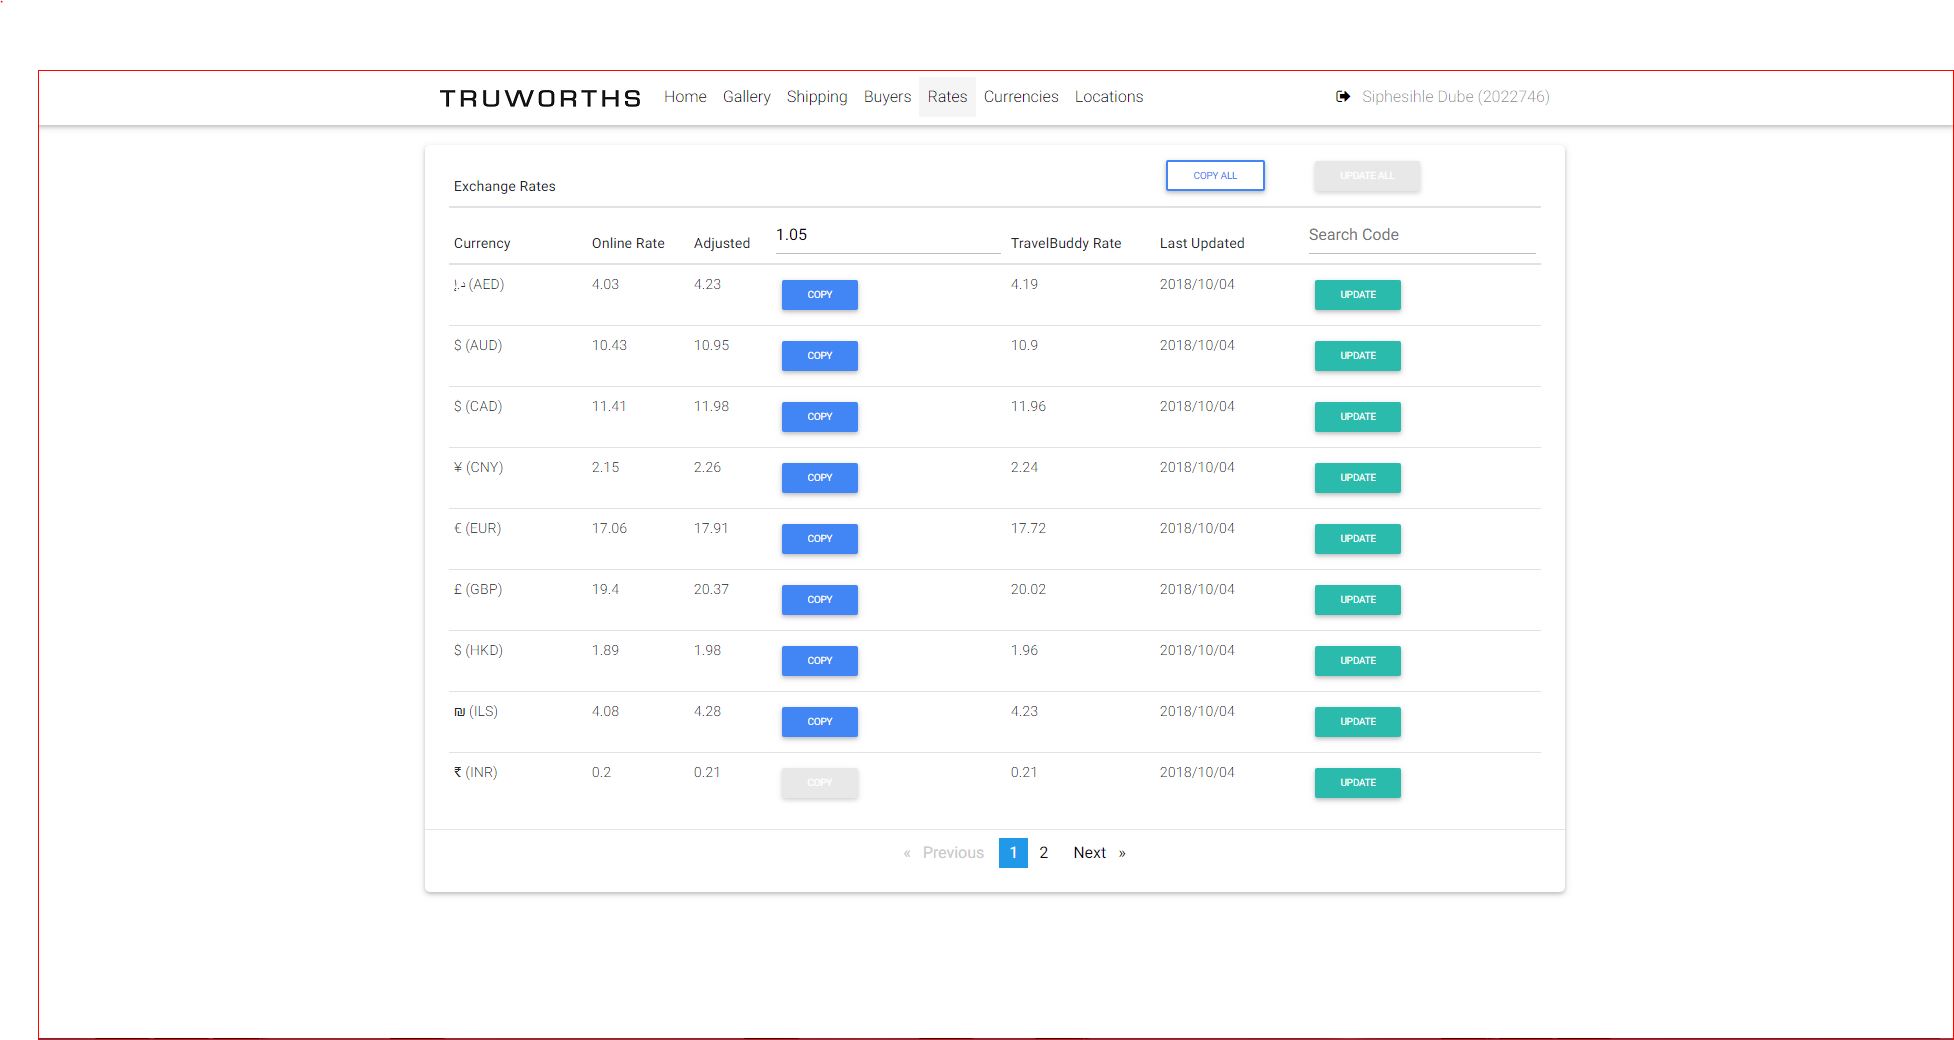 TRUWORTHS Home Gallery Shipping Buyers Rates Currencies Locations Siphesihle Dube (2022746)
Exchange Rates COPY ALL UPDATE ALL
Currency Online Rate Adjusted 1.05 TravelBuddy Rate Last Updated Search Code
د.إ (AED) 4.03 4.23 COPY 4.19 2018/10/04 UPDATE
$ (AUD) 10.43 10.95 COPY 10.9 2018/10/04 UPDATE
$ (CAD) 11.41 11.98 COPY 11.96 2018/10/04 UPDATE
¥ (CNY) 2.15 2.26 COPY 2.24 2018/10/04 UPDATE
€ (EUR) 17.06 17.91 COPY 17.72 2018/10/04 UPDATE
£ (GBP) 19.4 20.37 COPY 20.02 2018/10/04 UPDATE
$ (HKD) 1.89 1.98 COPY 1.96 2018/10/04 UPDATE
₪ (ILS) 4.08 4.28 COPY 4.23 2018/10/04 UPDATE
₹ (INR) 0.2 0.21 COPY 0.21 2018/10/04 UPDATE
« Previous 1 2 Next »